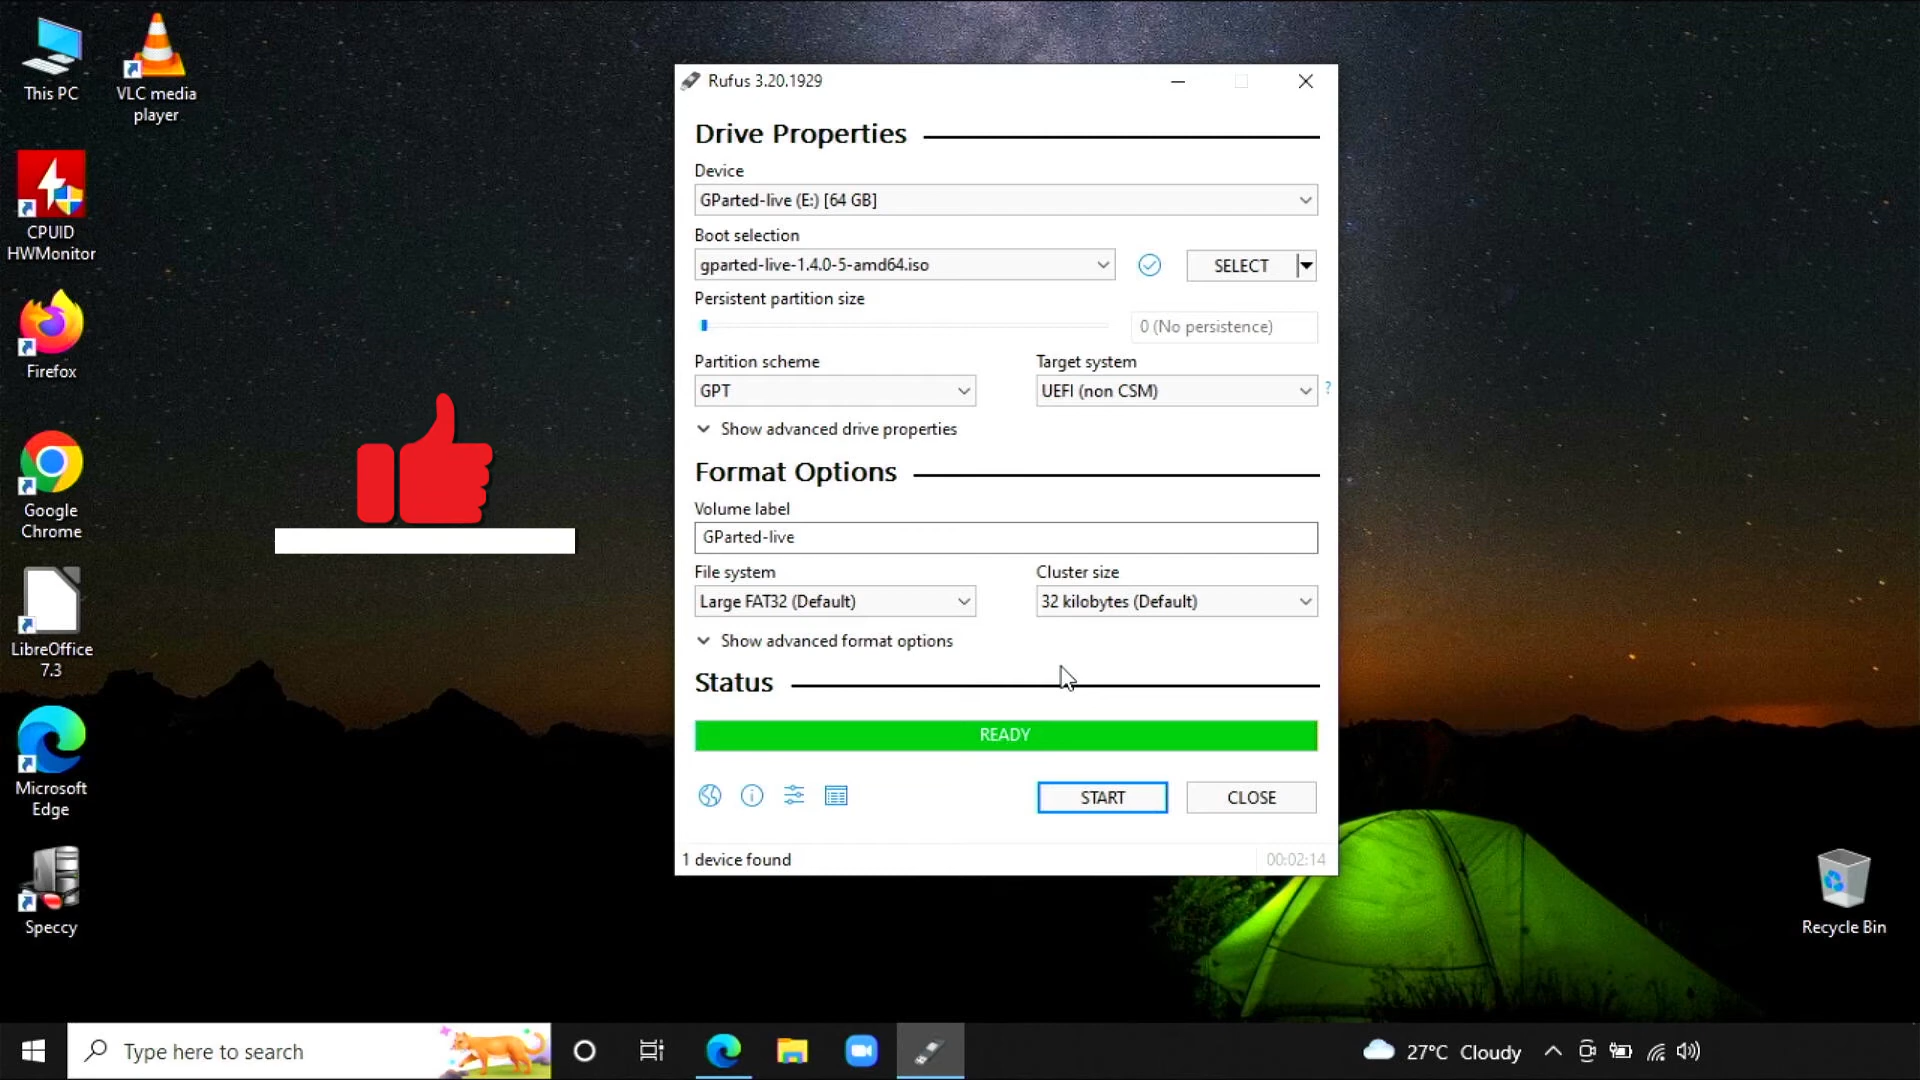 This PC
VLC media
player
CPUID
HWMonitor
Firefox
Google
Chrome
LibreOffice
7.3
Microsoft
Edge
Speccy
Rufus 3.20.1929
Drive Properties
Device
GParted-live (E:) [64 GB]
Boot selection
gparted-live-1.4.0-5-amd64.iso
SELECT
Persistent partition size
0 (No persistence)
Partition scheme
Target system
GPT
UEFI (non CSM)
?
Show advanced drive properties
Format Options
Volume label
GParted-live
File system
Cluster size
Large FAT32 (Default)
32 kilobytes (Default)
Show advanced format options
Status
READY
START
CLOSE
1 device found
00:02:14
Recycle Bin
Type here to search
27°C Cloudy